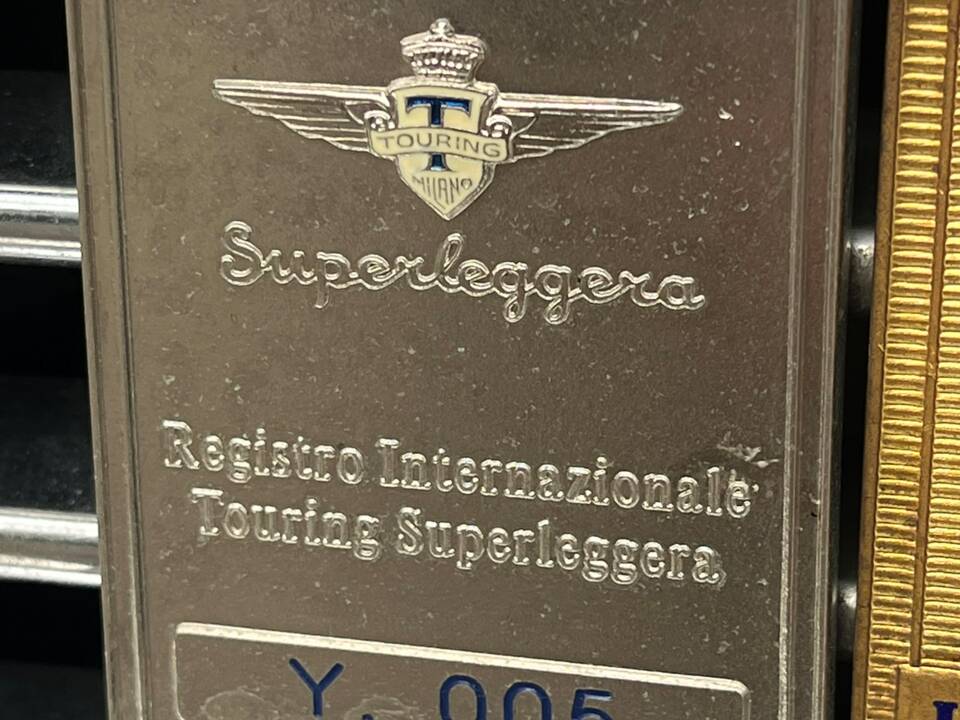 T
TOURING
MILANO
Superleggera
Registro Internazionale
Touring Superleggera
Y. 005